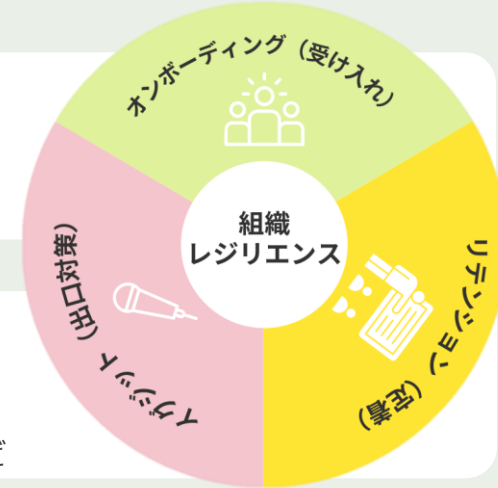 オンボーディング（受け入れ）
組織
レジリエンス
リテンション（定着）
イグジット（出口対策）